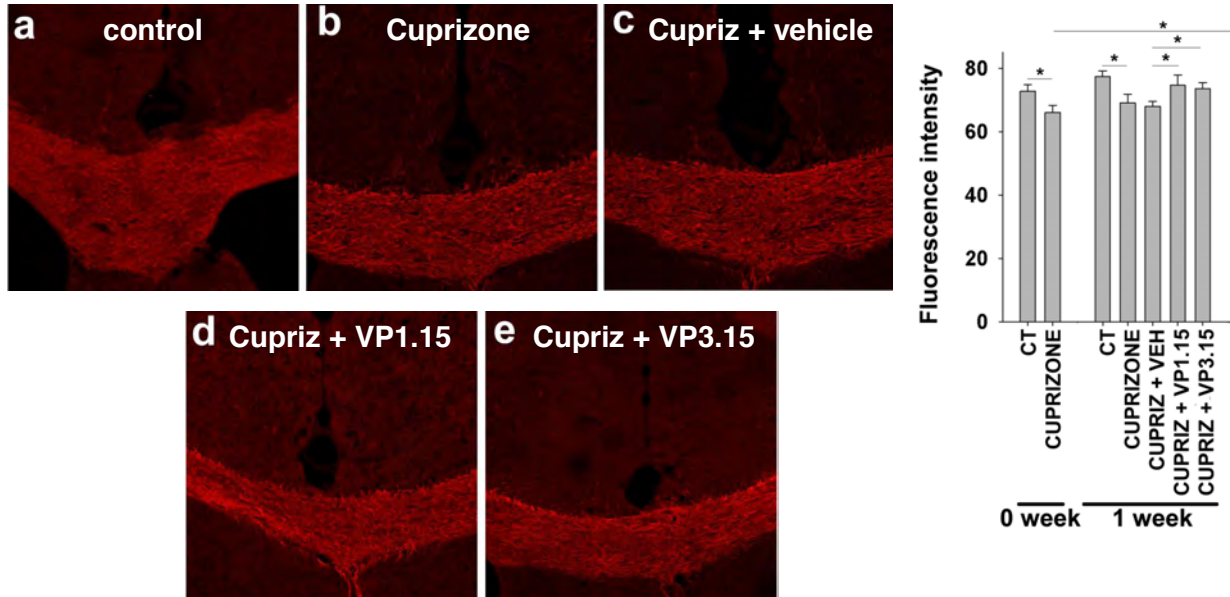 a control
b Cuprizone
c Cupriz + vehicle
d Cupriz + VP1.15
e Cupriz + VP3.15
Fluorescence intensity
80
60
40
20
0
*
*
*
*
*
CT
CUPRIZONE
CT
CUPRIZONE
CUPRIZ + VEH
CUPRIZ + VP1.15
CUPRIZ + VP3.15
0 week
1 week